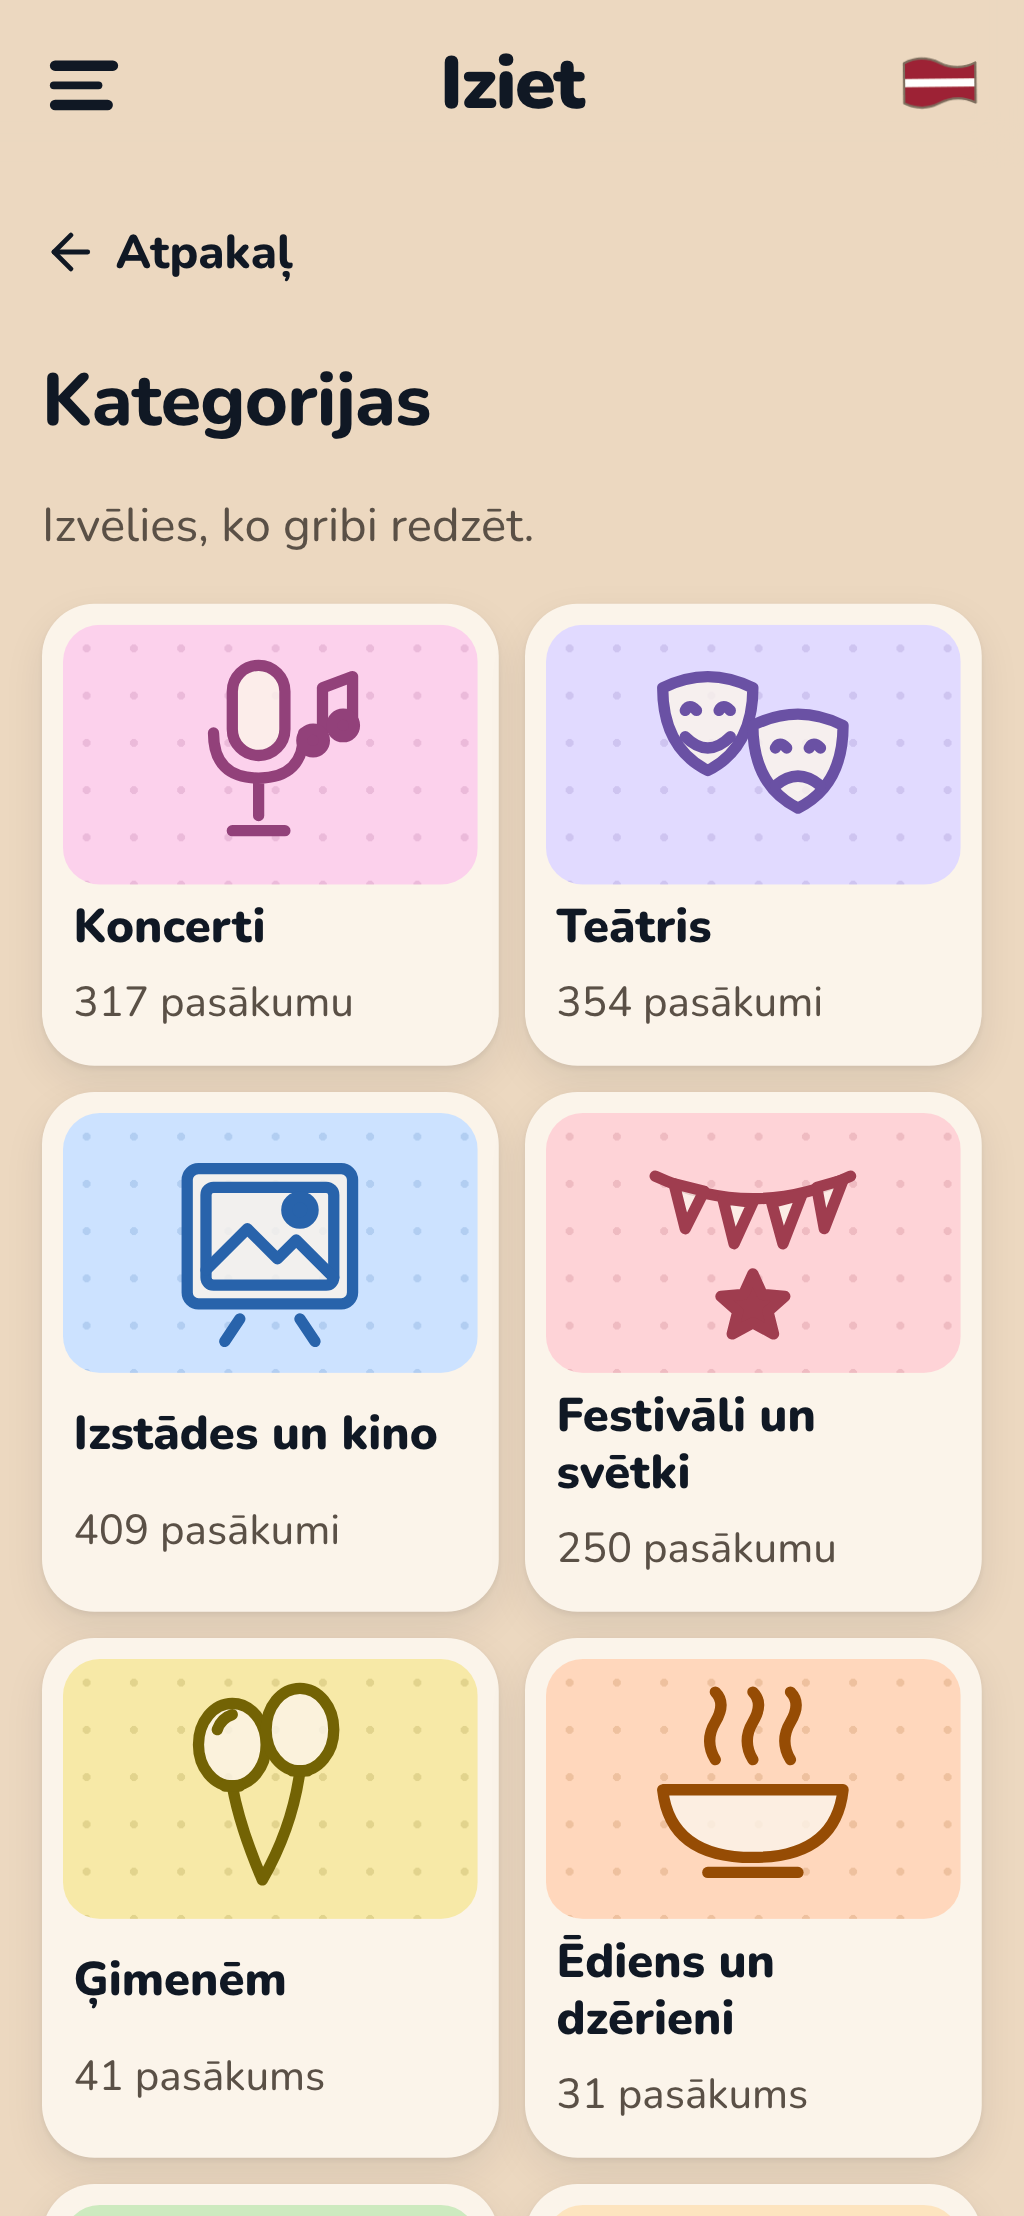 Iziet
Atpakaļ
Kategorijas
Izvēlies, ko gribi redzēt.
Koncerti
317 pasākumu
Teātris
354 pasākumi
Izstādes un kino
409 pasākumi
Festivāli un
svētki
250 pasākumu
Ģimenēm
41 pasākums
Ēdiens un
dzērieni
31 pasākums